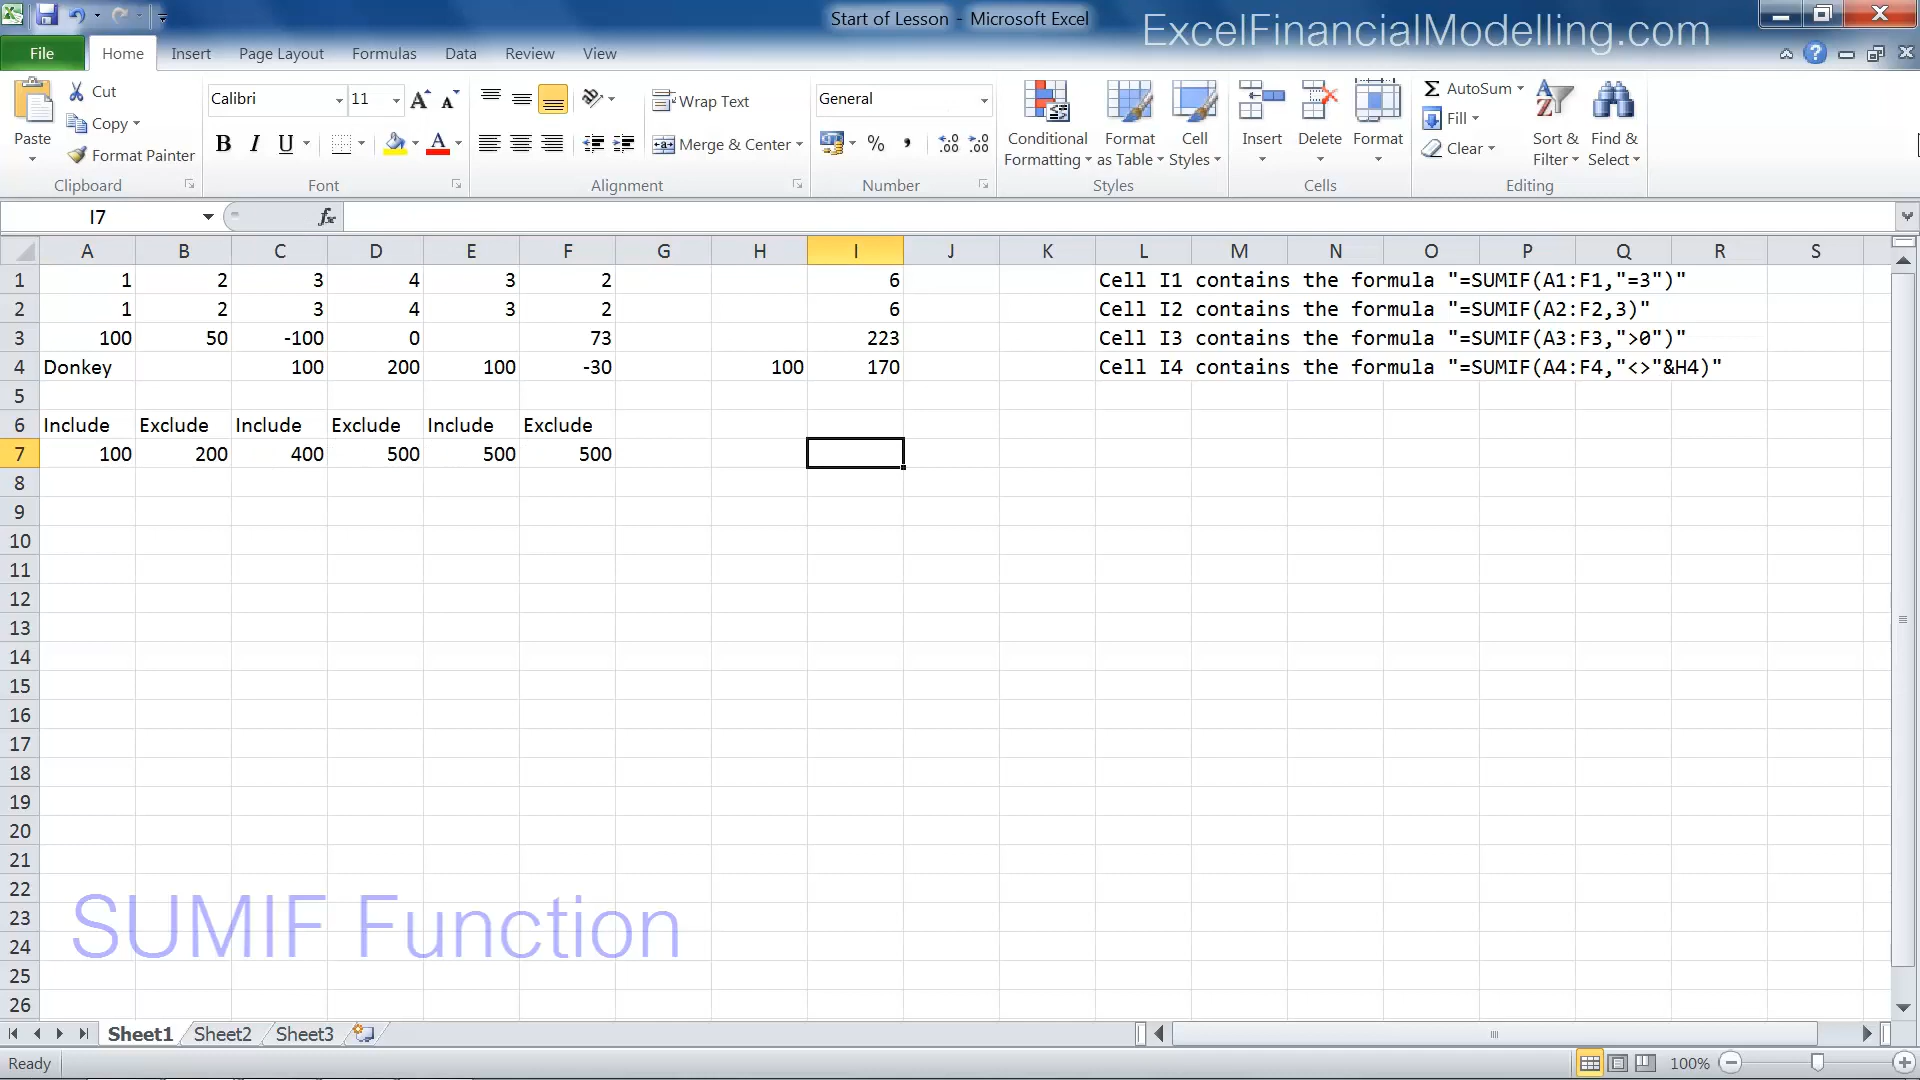 Start of Lesson - Microsoft Excel
ExcelFinancialModelling.com
File Home Insert Page Layout Formulas Data Review View
Paste
Cut
Copy
Format Painter
Clipboard
Calibri 11
B I U
Font
Wrap Text
Merge & Center
Alignment
General
%
Number
Conditional Formatting
Format as Table
Cell Styles
Styles
Insert Delete Format
Cells
Σ AutoSum
Fill
Clear
Sort & Filter
Find & Select
Editing
I7 fx
A B C D E F G H I J K L M N O P Q R S
1 1 2 3 4 3 2 6 Cell I1 contains the formula "=SUMIF(A1:F1,"=3")"
2 1 2 3 4 3 2 6 Cell I2 contains the formula "=SUMIF(A2:F2,3)"
3 100 50 -100 0 73 223 Cell I3 contains the formula "=SUMIF(A3:F3,">0")"
4 Donkey 100 200 100 -30 100 170 Cell I4 contains the formula "=SUMIF(A4:F4,"<>"&H4)"
5
6 Include Exclude Include Exclude Include Exclude
7 100 200 400 500 500 500
8
9
10
11
12
13
14
15
16
17
18
19
20
21
22
23
24
25
26
SUMIF Function
Sheet1 Sheet2 Sheet3
Ready 100%